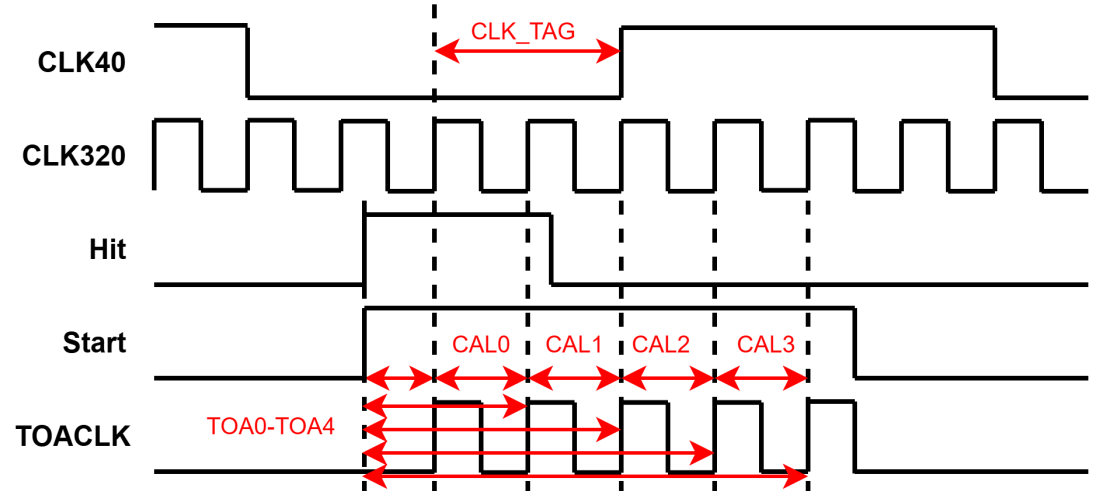 CLK_TAG
CLK40
CLK320
Hit
Start
CAL0 CAL1 CAL2 CAL3
TOA0-TOA4
TOACLK